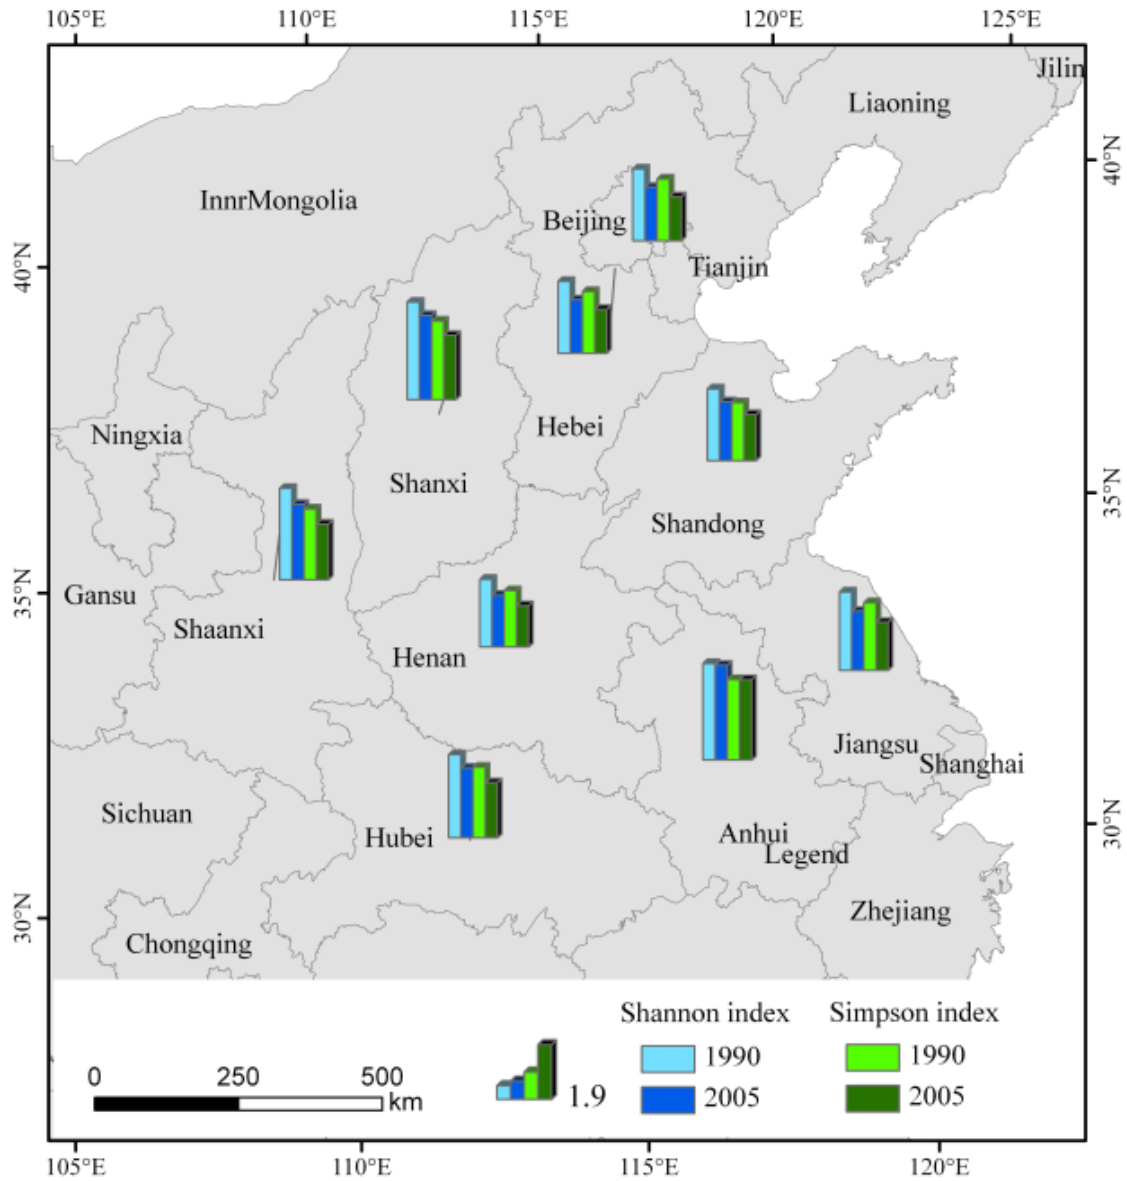 105°E 110°E 115°E 120°E 125°E
Jilin
Liaoning
40°N
InnrMongolia
Beijing
Tianjin
40°N
Ningxia
Hebei
Shanxi
35°N
Shandong
Gansu
35°N
Shaanxi
Henan
Jiangsu
Shanghai
Sichuan
Hubei
Anhui
30°N
Legend
Zhejiang
30°N
Chongqing
Shannon index Simpson index
0 250 500
km
1.9
1990 1990
2005 2005
105°E 110°E 115°E 120°E